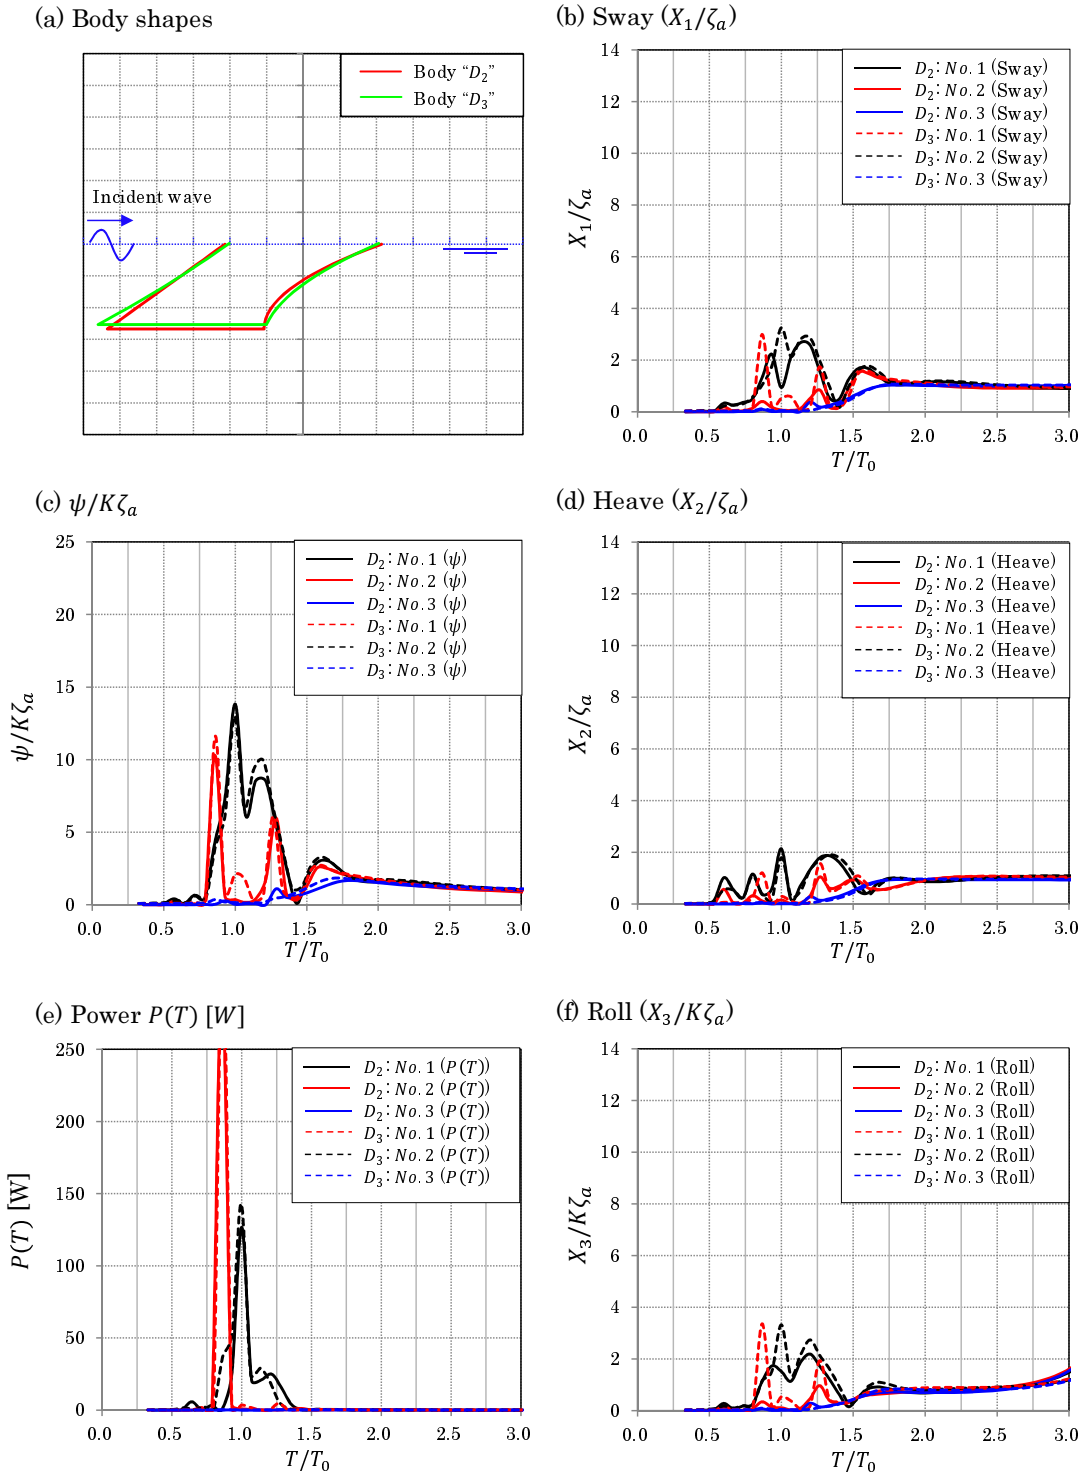 (a) Body shapes
Body “D₂”
Body “D₃”
Incident wave
(b) Sway (X₁/ζₐ)
X₁/ζₐ
14
12
10
8
6
4
2
0
D₂: No. 1 (Sway)
D₂: No. 2 (Sway)
D₂: No. 3 (Sway)
D₃: No. 1 (Sway)
D₃: No. 2 (Sway)
D₃: No. 3 (Sway)
0.0 0.5 1.0 1.5 2.0 2.5 3.0
T/T₀
(c) ψ/Kζₐ
ψ/Kζₐ
25
20
15
10
5
0
D₂: No. 1 (ψ)
D₂: No. 2 (ψ)
D₂: No. 3 (ψ)
D₃: No. 1 (ψ)
D₃: No. 2 (ψ)
D₃: No. 3 (ψ)
0.0 0.5 1.0 1.5 2.0 2.5 3.0
T/T₀
(d) Heave (X₂/ζₐ)
X₂/ζₐ
14
12
10
8
6
4
2
0
D₂: No. 1 (Heave)
D₂: No. 2 (Heave)
D₂: No. 3 (Heave)
D₃: No. 1 (Heave)
D₃: No. 2 (Heave)
D₃: No. 3 (Heave)
0.0 0.5 1.0 1.5 2.0 2.5 3.0
T/T₀
(e) Power P(T) [W]
P(T) [W]
250
200
150
100
50
0
D₂: No. 1 (P(T))
D₂: No. 2 (P(T))
D₂: No. 3 (P(T))
D₃: No. 1 (P(T))
D₃: No. 2 (P(T))
D₃: No. 3 (P(T))
0.0 0.5 1.0 1.5 2.0 2.5 3.0
T/T₀
(f) Roll (X₃/Kζₐ)
X₃/Kζₐ
14
12
10
8
6
4
2
0
D₂: No. 1 (Roll)
D₂: No. 2 (Roll)
D₂: No. 3 (Roll)
D₃: No. 1 (Roll)
D₃: No. 2 (Roll)
D₃: No. 3 (Roll)
0.0 0.5 1.0 1.5 2.0 2.5 3.0
T/T₀